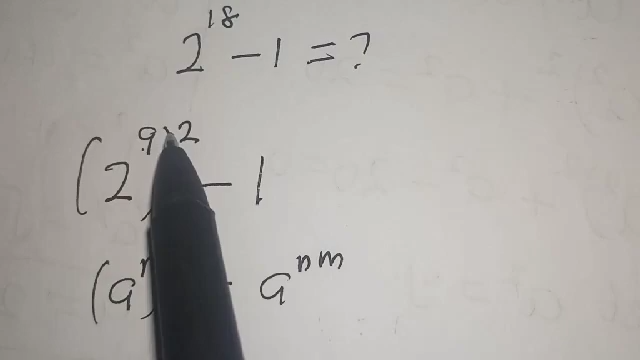 2^18 - 1 = ?
(2^9×2 - 1
(a^n) a^nm